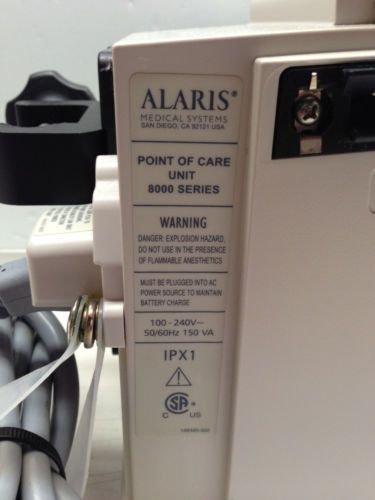 ALARIS®
MEDICAL SYSTEMS
SAN DIEGO, CA 92121 USA
POINT OF CARE
UNIT
8000 SERIES
WARNING
DANGER: EXPLOSION HAZARD,
DO NOT USE IN THE PRESENCE
OF FLAMMABLE ANESTHETICS
MUST BE PLUGGED INTO AC
POWER SOURCE TO MAINTAIN
BATTERY CHARGE
100 - 240V~
50/60Hz 150 VA
IPX1
SA ®
C US